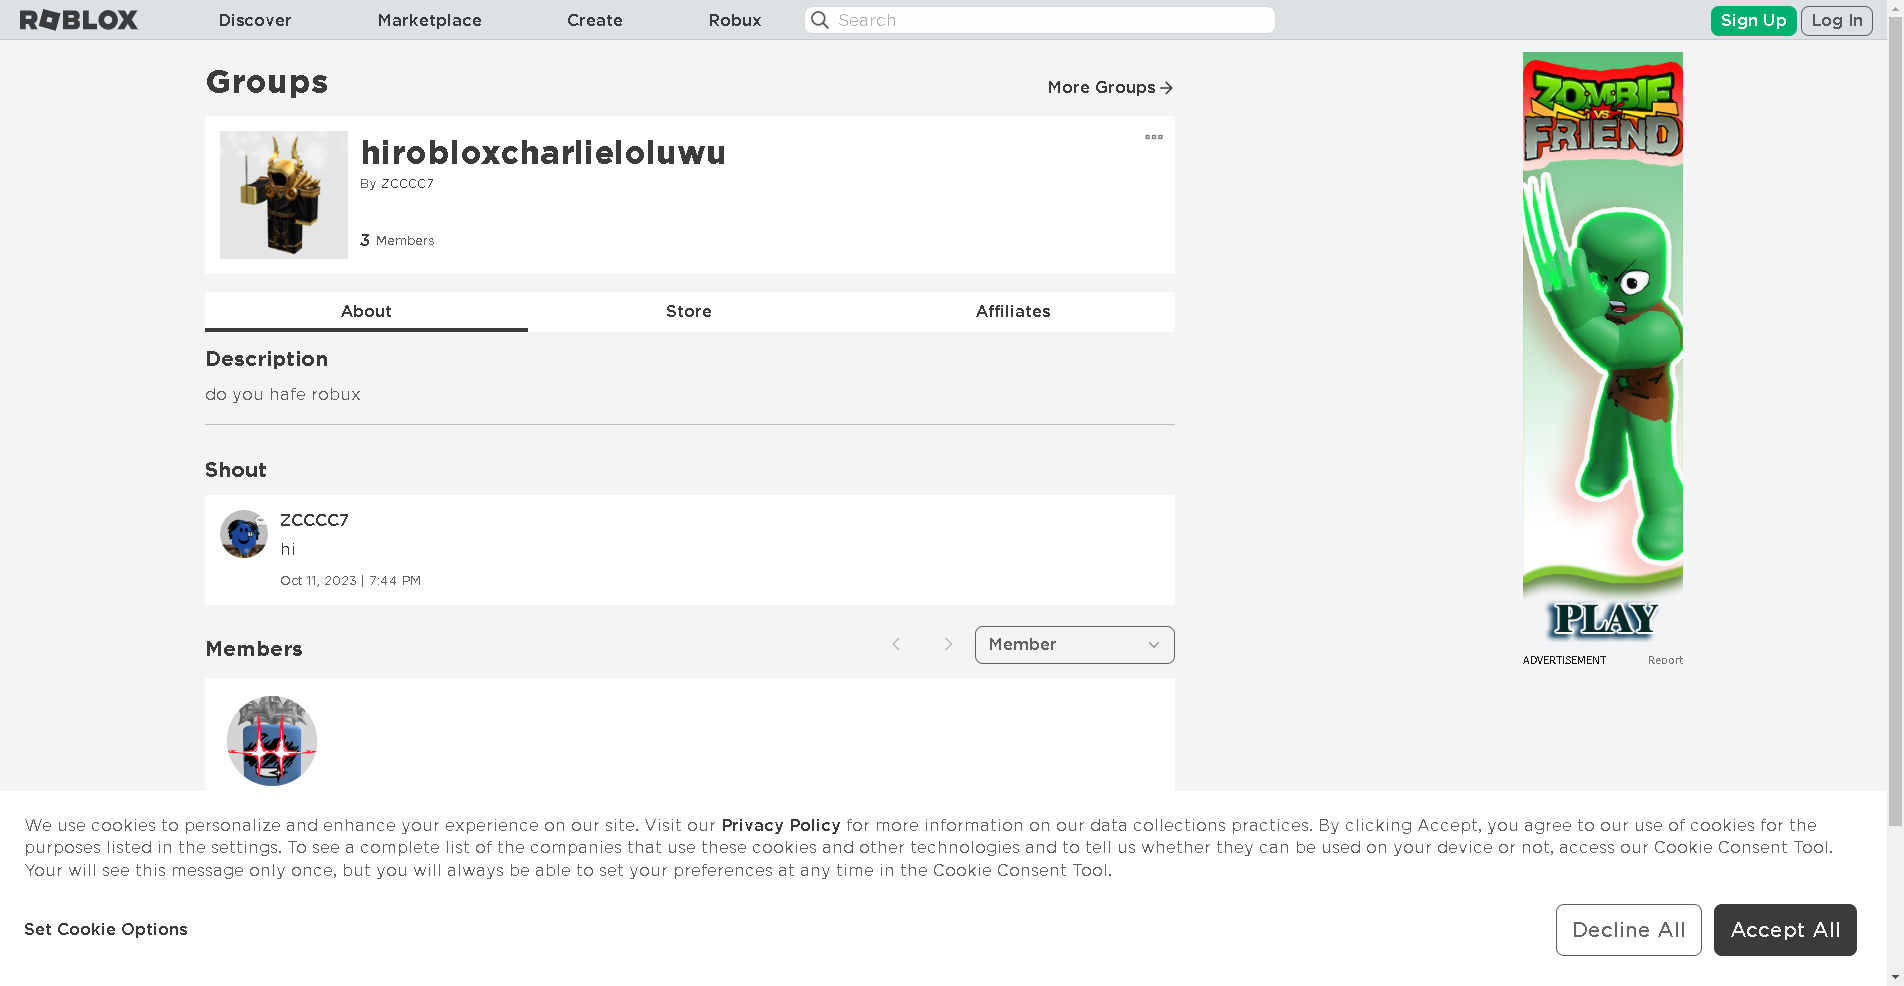 ROBLOX Discover Marketplace Create Robux Search Sign Up Log In
Groups
More Groups
hirobloxcharlieloluwu
By ZCCCC7
3 Members
About Store Affiliates
Description
do you hafe robux
Shout
ZCCCC7
hi
Oct 11, 2023 | 7:44 PM
Members
Member
ZOMBIE
VS
FRIEND
PLAY
ADVERTISEMENT Report
We use cookies to personalize and enhance your experience on our site. Visit our Privacy Policy for more information on our data collections practices. By clicking Accept, you agree to our use of cookies for the
purposes listed in the settings. To see a complete list of the companies that use these cookies and other technologies and to tell us whether they can be used on your device or not, access our Cookie Consent Tool.
Your will see this message only once, but you will always be able to set your preferences at any time in the Cookie Consent Tool.
Set Cookie Options
Decline All
Accept All